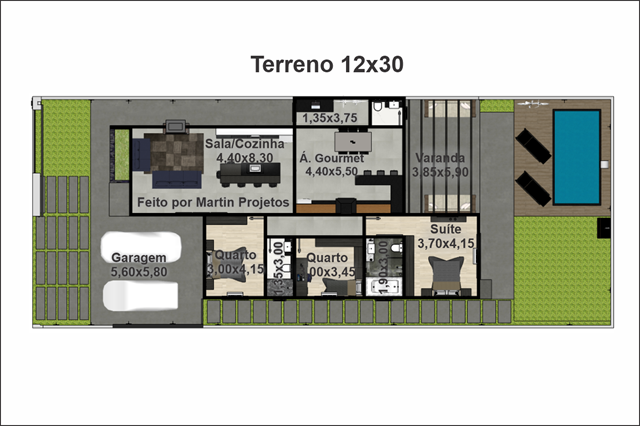 Terreno 12x30
1,35x3,75
Sala/Cozinha
4,40x8,30
Á. Gourmet
4,40x5,50
Varanda
3,85x5,90
Feito por Martin Projetos
Suíte
3,70x4,15
Garagem
5,60x5,80
Quarto
3,00x4,15
1,35x3,00
Quarto
,00x3,45
1,90x3,00